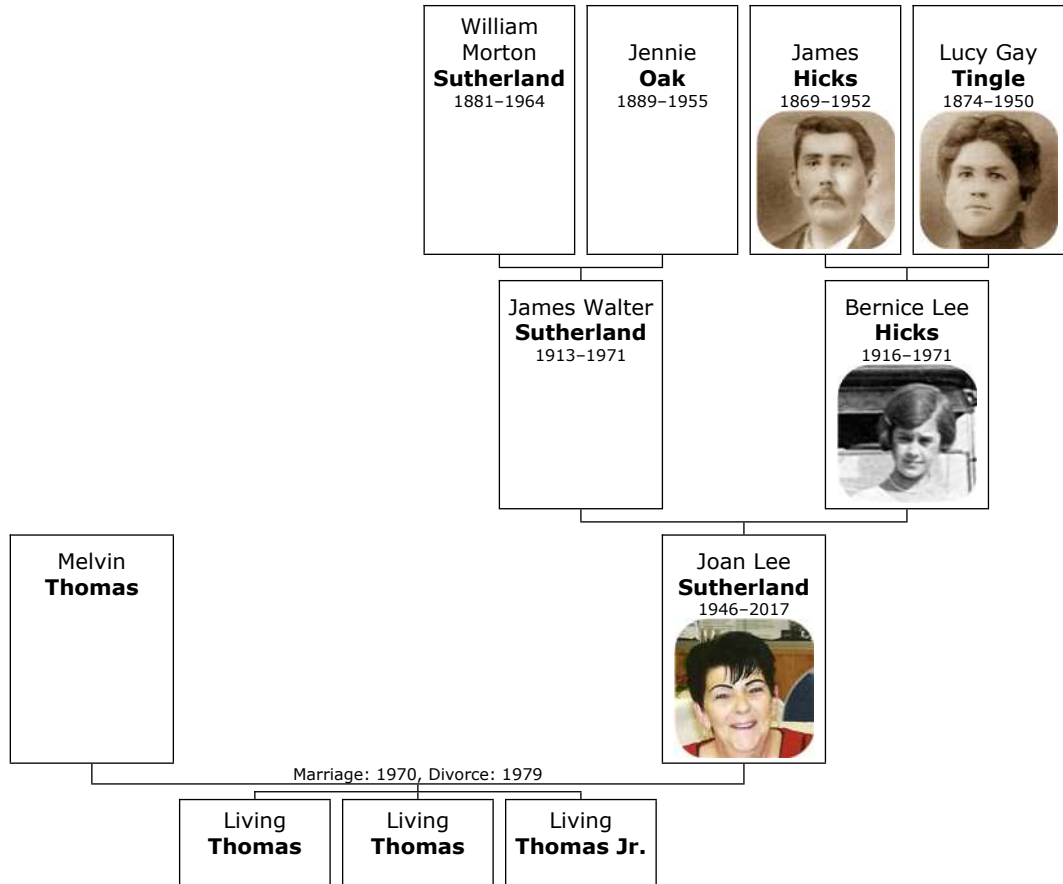 William
Morton
Sutherland
1881–1964
Jennie
Oak
1889–1955
James
Hicks
1869–1952
Lucy Gay
Tingle
1874–1950
James Walter
Sutherland
1913–1971
Bernice Lee
Hicks
1916–1971
Melvin
Thomas
Joan Lee
Sutherland
1946–2017
Marriage: 1970, Divorce: 1979
Living
Thomas
Living
Thomas
Living
Thomas Jr.